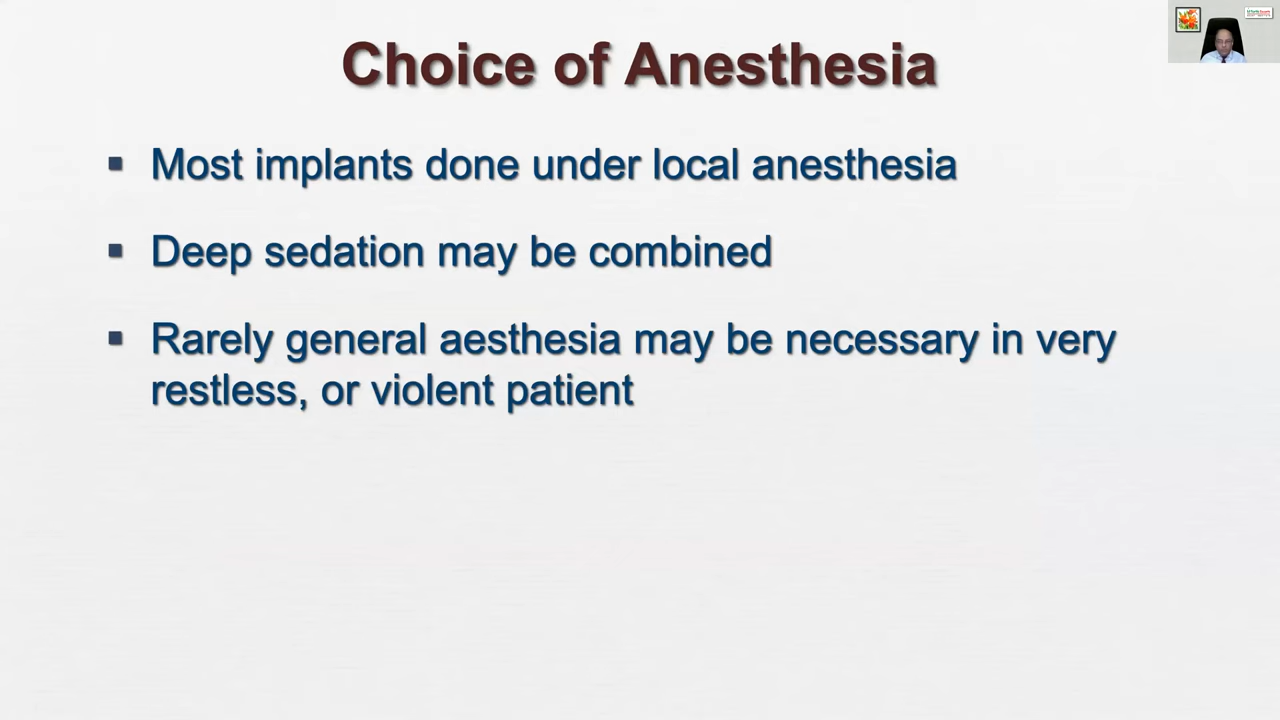 Choice of Anesthesia
▪ Most implants done under local anesthesia
▪ Deep sedation may be combined
▪ Rarely general aesthesia may be necessary in very
restless, or violent patient